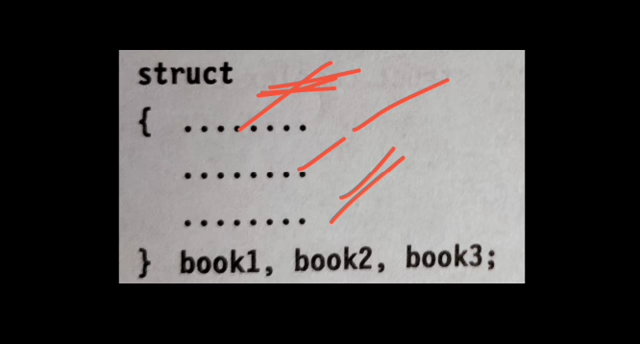 struct
{ ........
........
........
} book1, book2, book3;